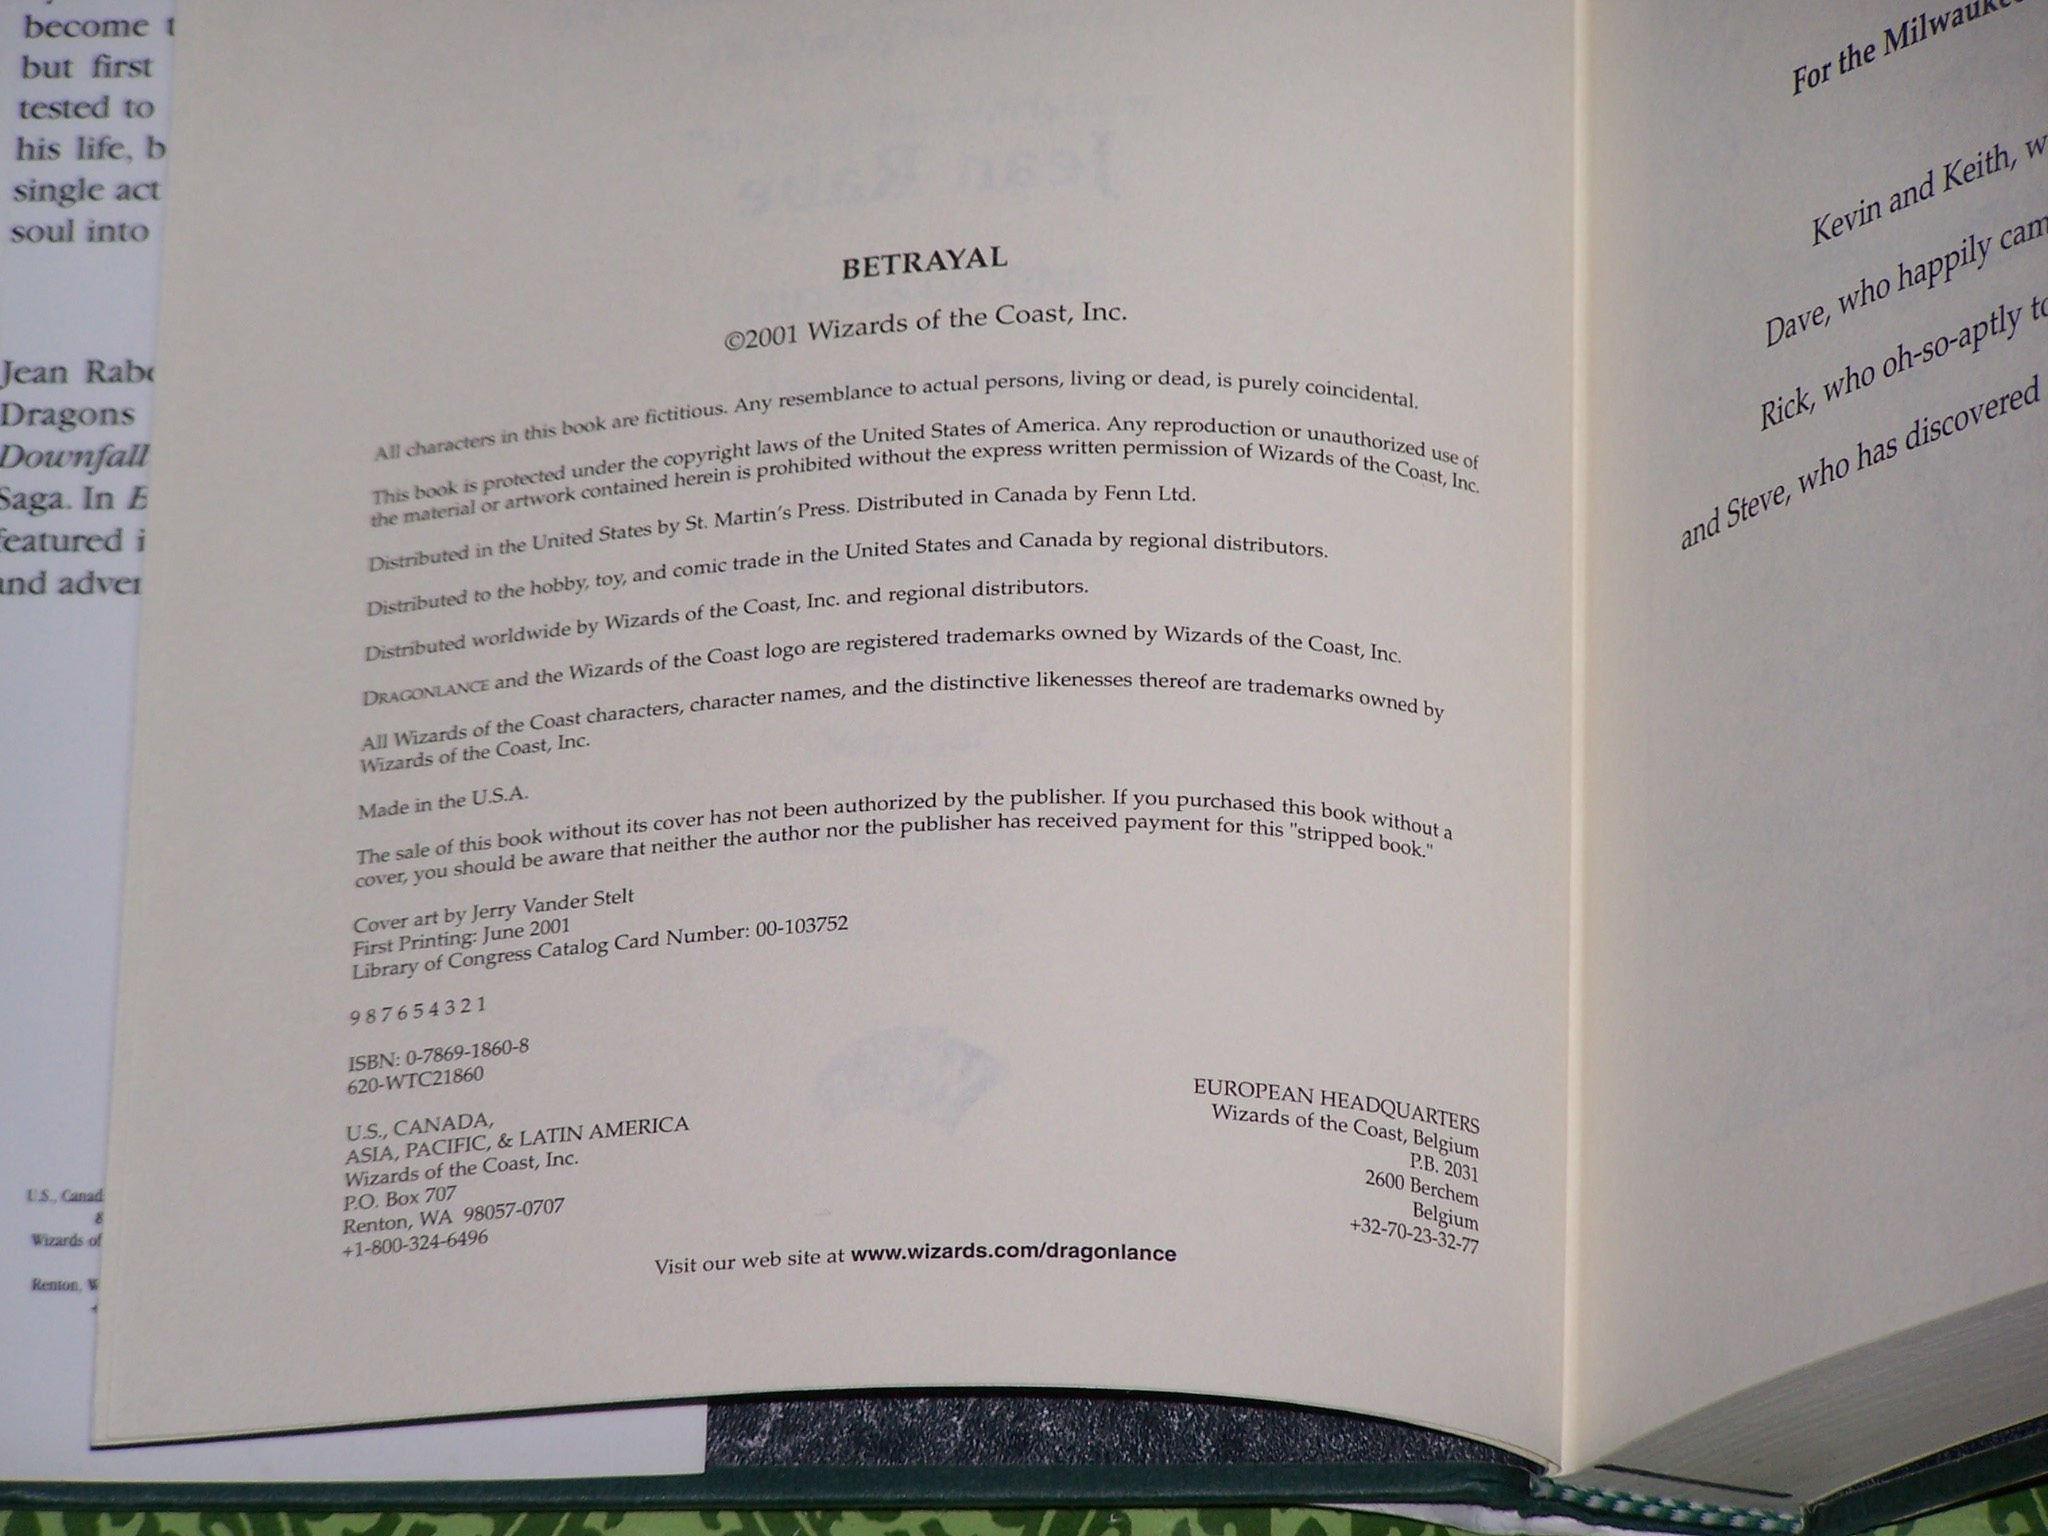 become
but first
tested to
his life,
single act
soul into
Jean
Dragons
Downfall
Saga. In
featured
and
U.S.,
Wizards of
Renton,
BETRAYAL
©2001 Wizards of the Coast, Inc.
All characters in this book are fictitious. Any resemblance to actual persons, living or dead, is purely coincidental.
This book is protected under the copyright laws of the United States of America. Any reproduction or unauthorized use of
the material or artwork contained herein is prohibited without the express written permission of Wizards of the Coast, Inc.
Distributed in the United States by St. Martin's Press. Distributed in Canada by Fenn Ltd.
Distributed to the hobby, toy, and comic trade in the United States and Canada by regional distributors.
Distributed worldwide by Wizards of the Coast, Inc. and regional distributors.
DRAGONLANCE and the Wizards of the Coast logo are registered trademarks owned by Wizards of the Coast, Inc.
All Wizards of the Coast characters, character names, and the distinctive likenesses thereof are trademarks owned by
Wizards of the Coast, Inc.
Made in the U.S.A.
The sale of this book without its cover has not been authorized by the publisher. If you purchased this book without a
cover, you should be aware that neither the author nor the publisher has received payment for this "stripped book."
Cover art by Jerry Vander Stelt
First Printing: June 2001
Library of Congress Catalog Card Number: 00-103752
9 8 7 6 5 4 3 2 1
ISBN: 0-7869-1860-8
620-WTC21860
U.S., CANADA,
ASIA, PACIFIC, & LATIN AMERICA
Wizards of the Coast, Inc.
P.O. Box 707
Renton, WA 98057-0707
+1-800-324-6496
EUROPEAN HEADQUARTERS
Wizards of the Coast, Belgium
P.B. 2031
2600 Berchem
Belgium
+32-70-23-32-77
Visit our web site at www.wizards.com/dragonlance
For the Milwaukee
Kevin and Keith,
Dave, who happily
Rick, who oh-so-aptly
and Steve, who has discovered